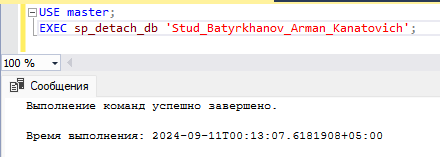 USE master;
EXEC sp_detach_db 'Stud_Batyrkhanov_Arman_Kanatovich';
100 %
Сообщения
Выполнение команд успешно завершено.
Время выполнения: 2024-09-11T00:13:07.6181908+05:00